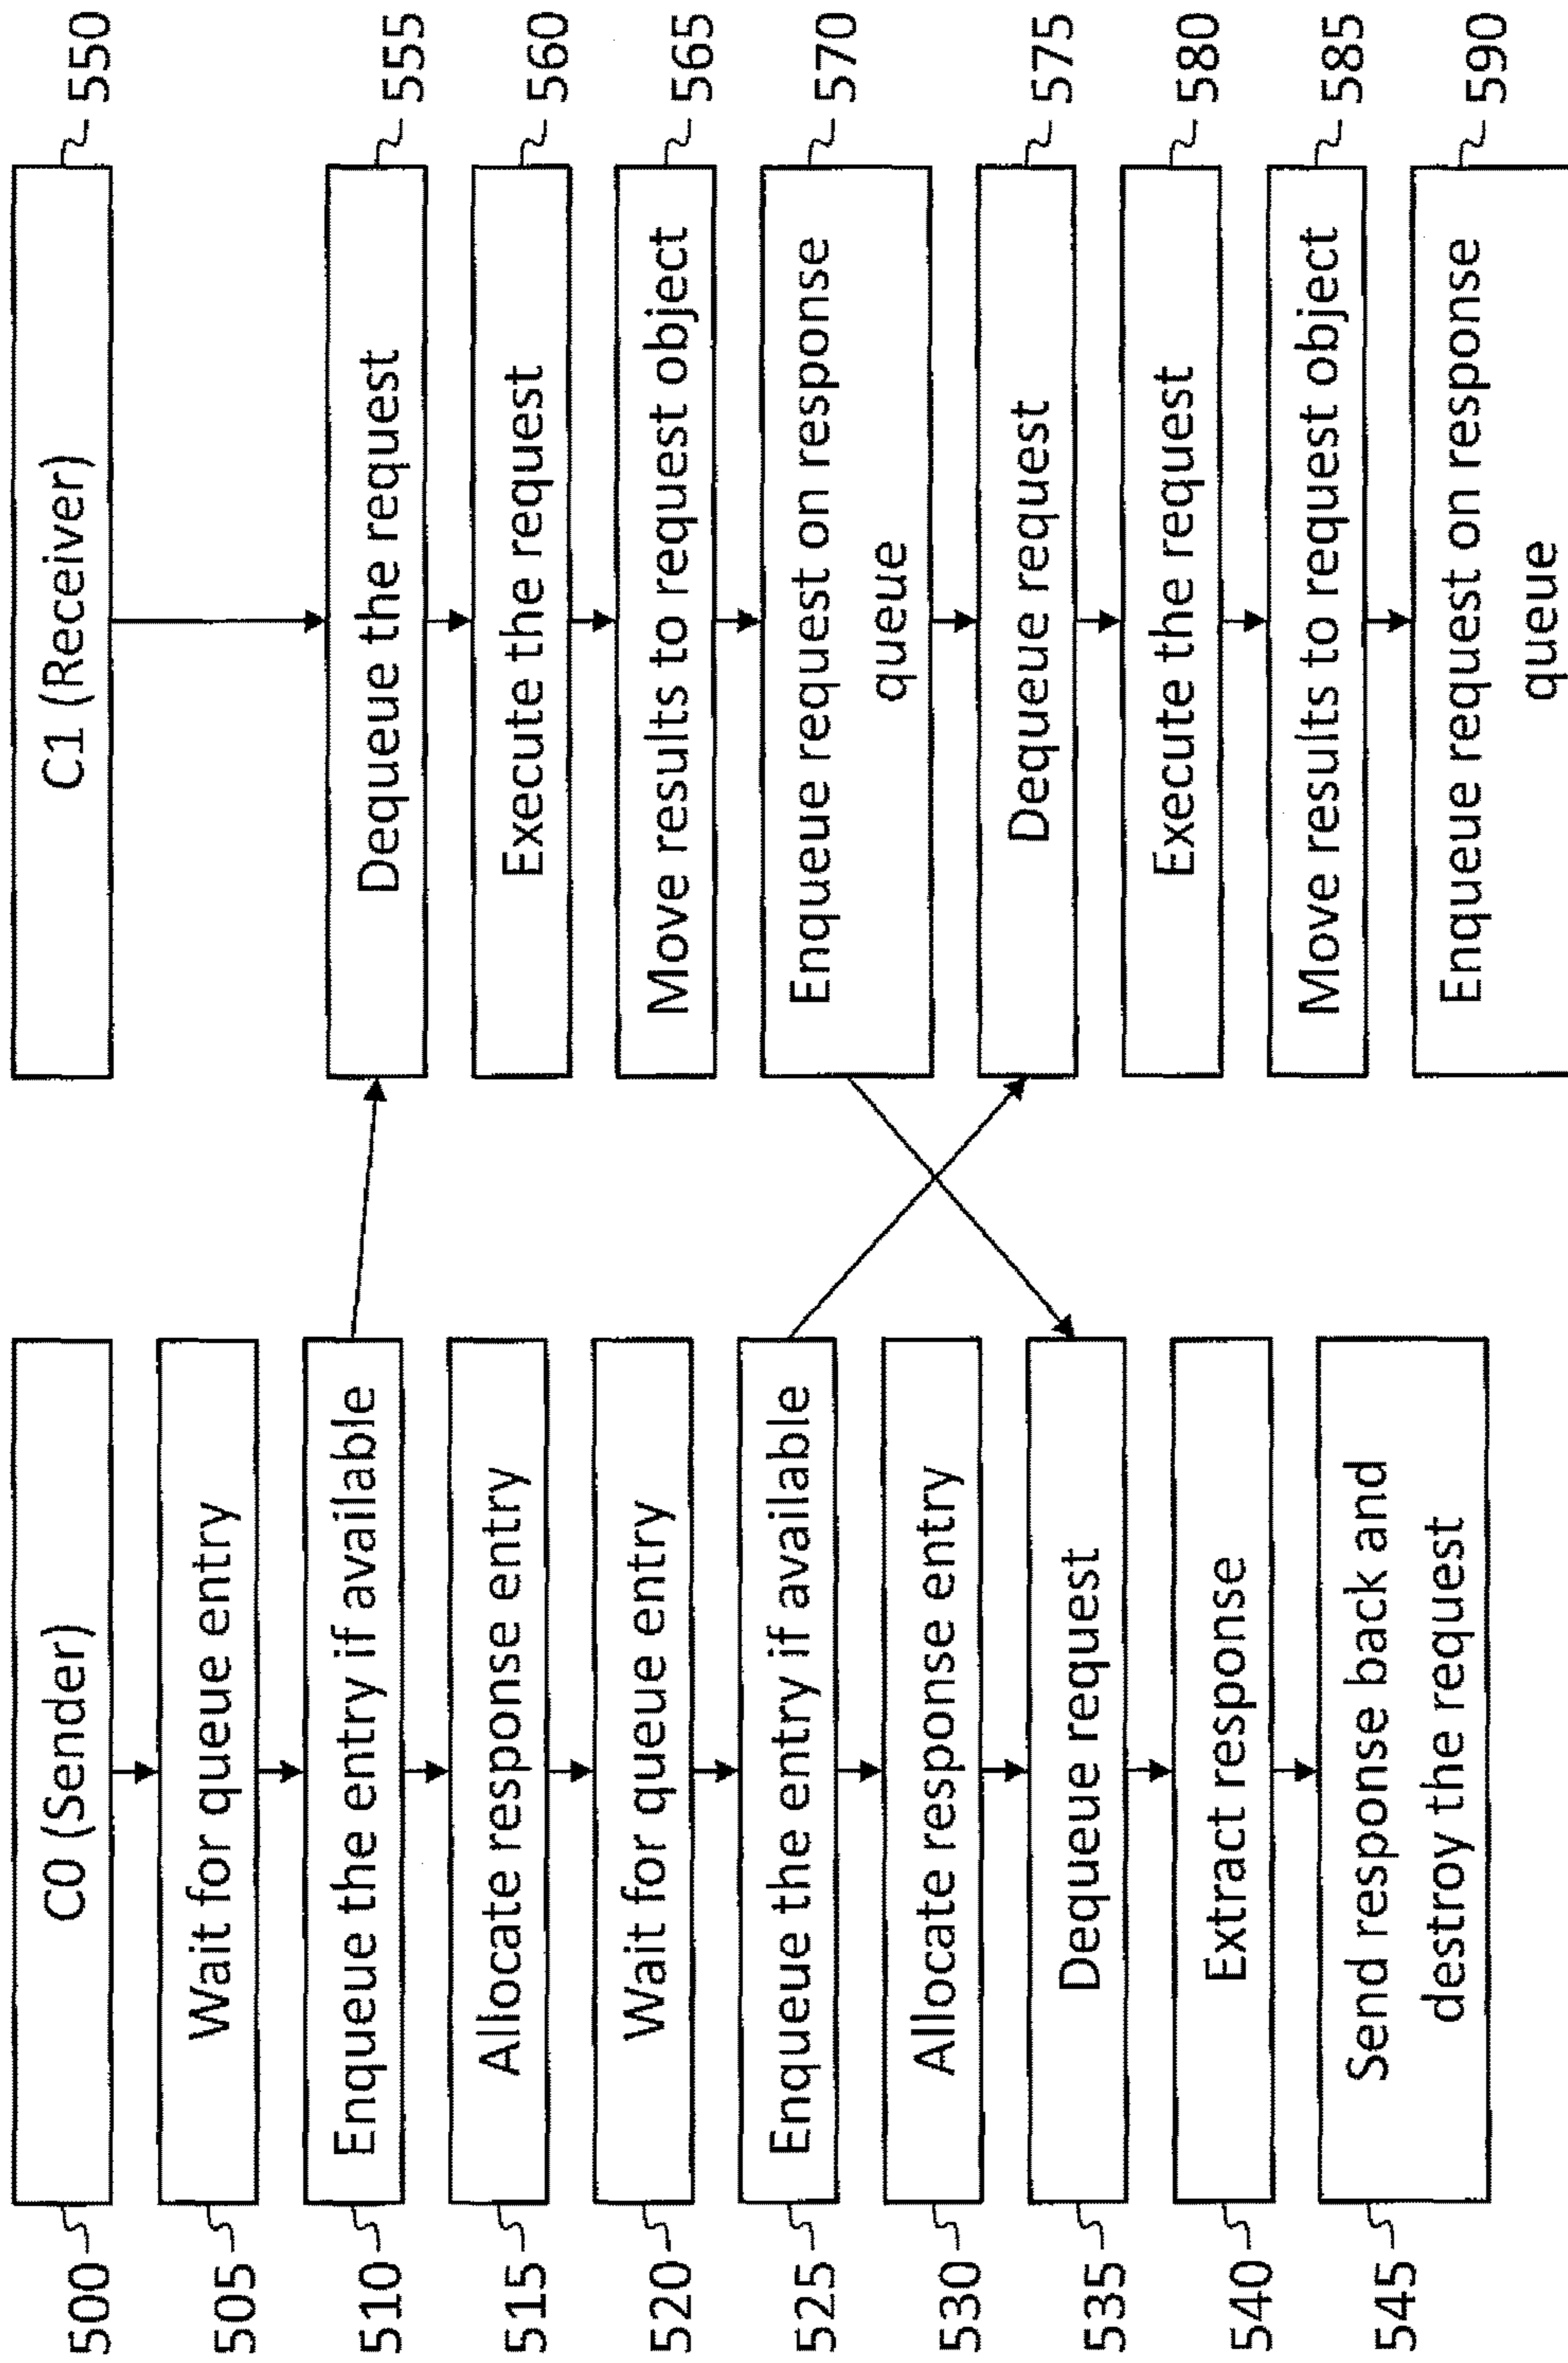 500
C0 (Sender)
505
Wait for queue entry
510
Enqueue the entry if available
515
Allocate response entry
520
Wait for queue entry
525
Enqueue the entry if available
530
Allocate response entry
535
Dequeue request
540
Extract response
545
Send response back and
destroy the request
C1 (Receiver)
550
Dequeue the request
555
Execute the request
560
Move results to request object
565
Enqueue request on response
queue
570
Dequeue request
575
Execute the request
580
Move results to request object
585
Enqueue request on response
queue
590